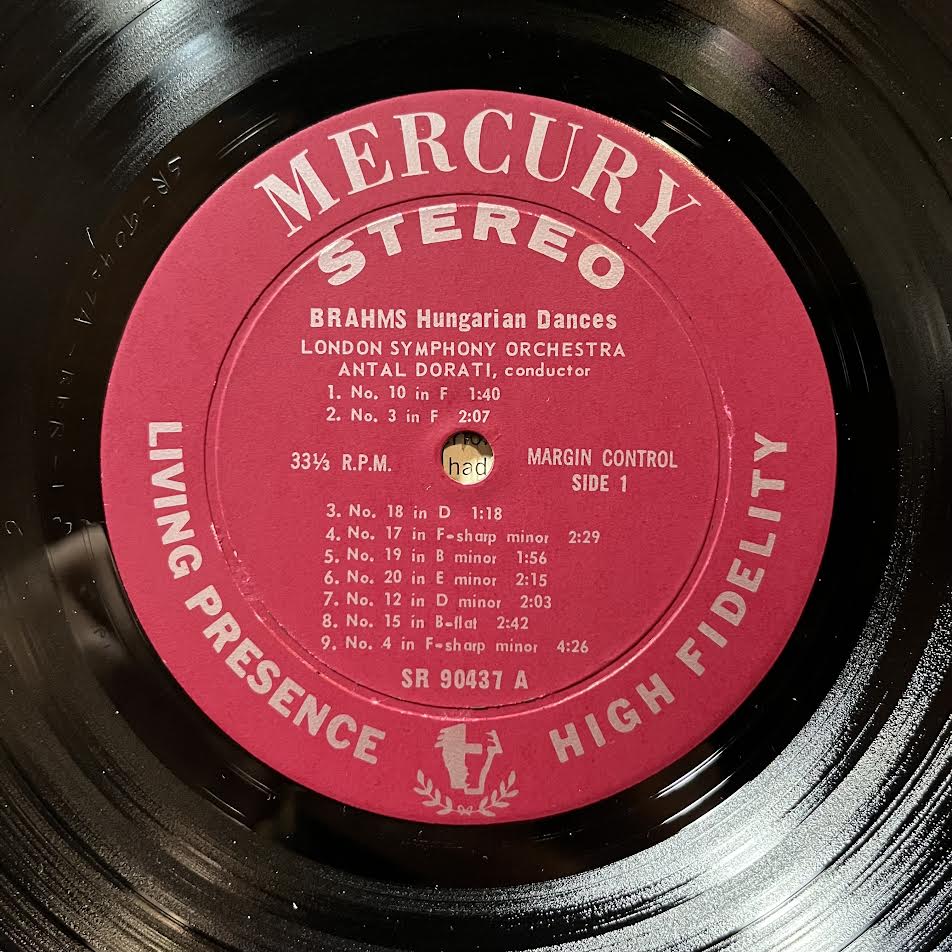 MERCURY
STEREO
BRAHMS Hungarian Dances
LONDON SYMPHONY ORCHESTRA
ANTAL DORATI, conductor
1. No. 10 in F 1:40
2. No. 3 in F 2:07
33⅓ R.P.M.
had
MARGIN CONTROL
SIDE 1
3. No. 18 in D 1:18
4. No. 17 in F-sharp minor 2:29
5. No. 19 in B minor 1:56
6. No. 20 in E minor 2:15
7. No. 12 in D minor 2:03
8. No. 15 in B-flat 2:42
9. No. 4 in F-sharp minor 4:26
SR 90437 A
LIVING PRESENCE
HIGH FIDELITY